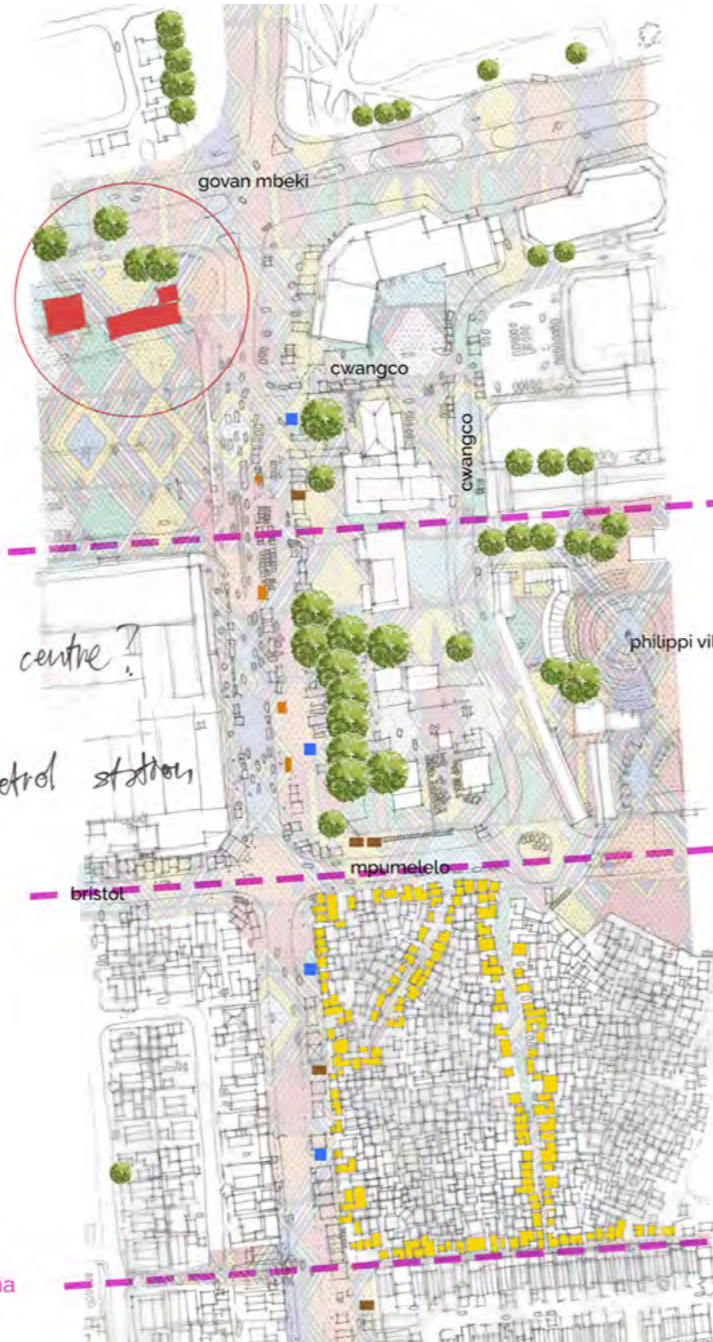 govan mbeki
cwangco
cwangco
centre?
philippi vil
etrol station
mpumelelo
bristol
na